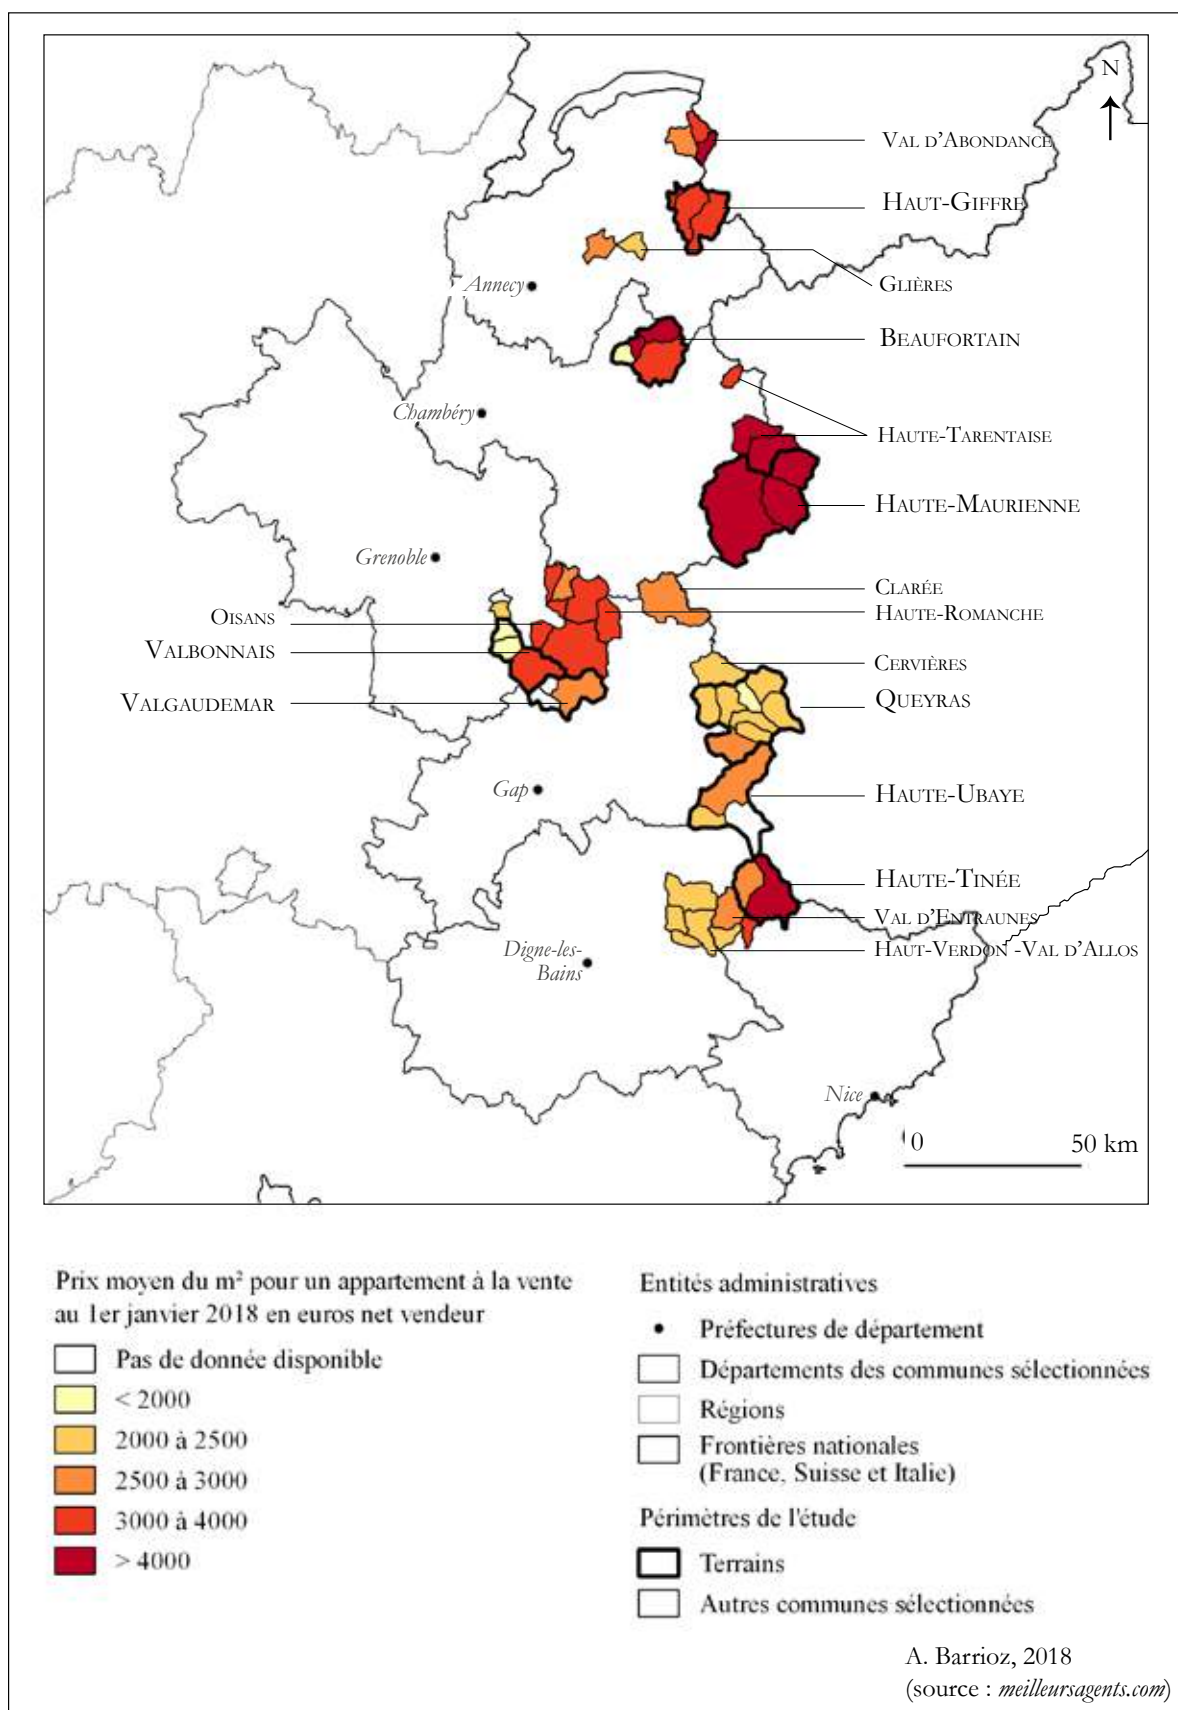 N
VAL D'ABONDANCE
HAUT-GIFFRE
GLIÈRES
Annecy
BEAUFORTAIN
Chambéry
HAUTE-TARENTAISE
HAUTE-MAURIENNE
Grenoble
CLARÉE
OISANS
HAUTE-ROMANCHE
VALBONNAIS
CERVIÈRES
VALGAUDEMAR
QUEYRAS
Gap
HAUTE-UBAYE
HAUTE-TINÉE
VAL D'ENTRAUNES
Digne-les-
Bains
HAUT-VERDON -VAL D'ALLOS
Nice
0 50 km
Prix moyen du m² pour un appartement à la vente
au 1er janvier 2018 en euros net vendeur
Pas de donnée disponible
< 2000
2000 à 2500
2500 à 3000
3000 à 4000
> 4000
Entités administratives
Préfectures de département
Départements des communes sélectionnées
Régions
Frontières nationales
(France, Suisse et Italie)
Périmètres de l'étude
Terrains
Autres communes sélectionnées
A. Barrioz, 2018
(source : meilleursagents.com)